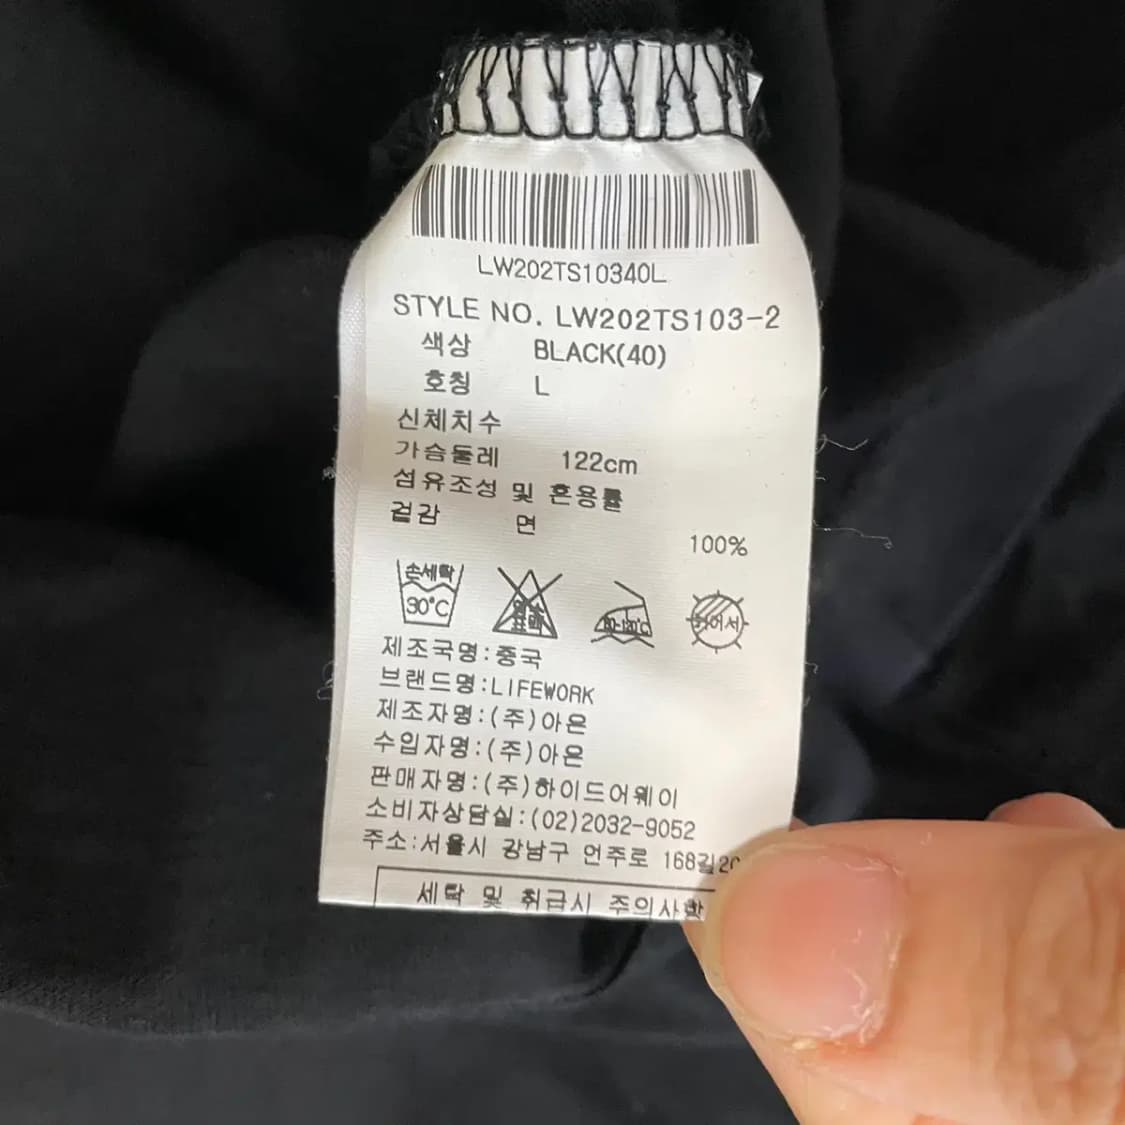 LW202TS10340L
STYLE NO. LW202TS103-2
색상 BLACK(40)
호칭 L
신체치수
가슴둘레 122cm
섬유조성 및 혼용률
겉감 면 100%
손세탁 30℃ 80-120℃ 뉘어서
제조국명:중국
브랜드명:LIFEWORK
제조자명:(주)아은
수입자명:(주)아은
판매자명:(주)하이드어웨이
소비자상담실:(02)2032-9052
주소:서울시 강남구 언주로 168길
세탁 및 취급시 주의사항